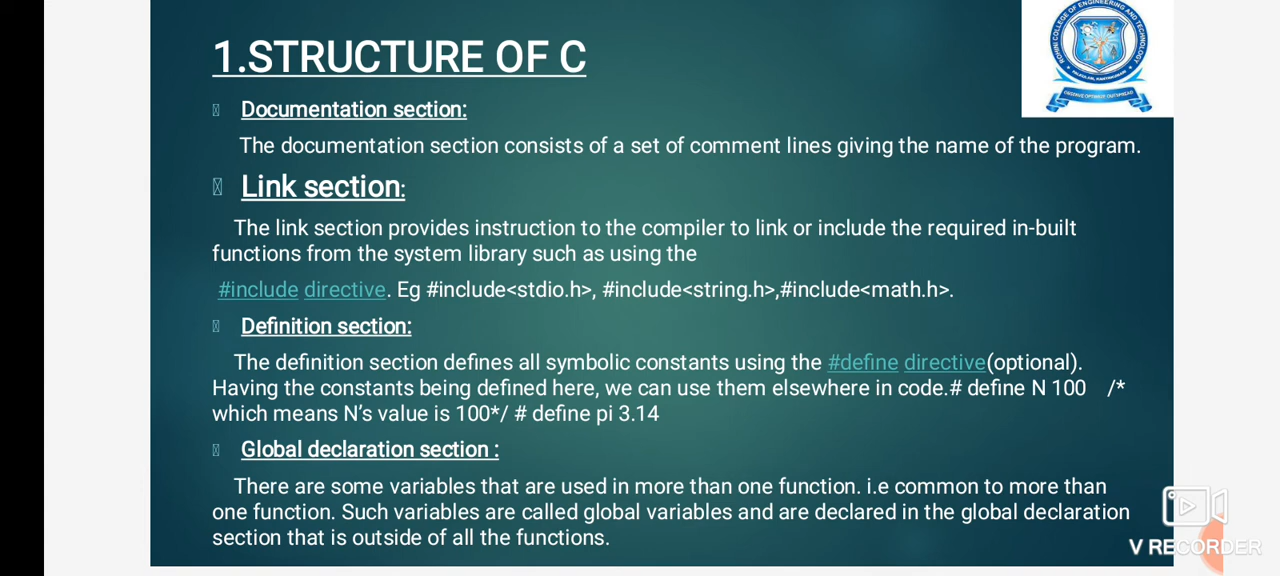 1.STRUCTURE OF C
ROHINI COLLEGE OF ENGINEERING AND TECHNOLOGY
Documentation section:
The documentation section consists of a set of comment lines giving the name of the program.
Link section:
The link section provides instruction to the compiler to link or include the required in-built
functions from the system library such as using the
#include directive. Eg #include<stdio.h>, #include<string.h>,#include<math.h>.
Definition section:
The definition section defines all symbolic constants using the #define directive(optional).
Having the constants being defined here, we can use them elsewhere in code.# define N 100 /*
which means N’s value is 100*/ # define pi 3.14
Global declaration section :
There are some variables that are used in more than one function. i.e common to more than
one function. Such variables are called global variables and are declared in the global declaration
section that is outside of all the functions.
V RECORDER